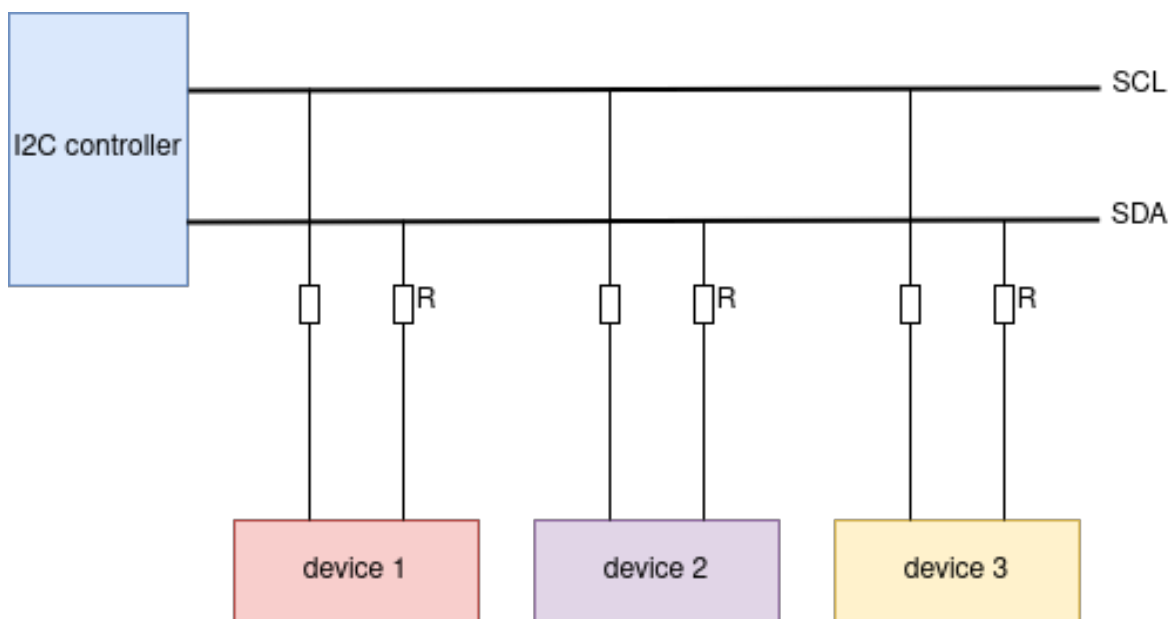 SCL
I2C controller
SDA
R
R
R
device 1
device 2
device 3